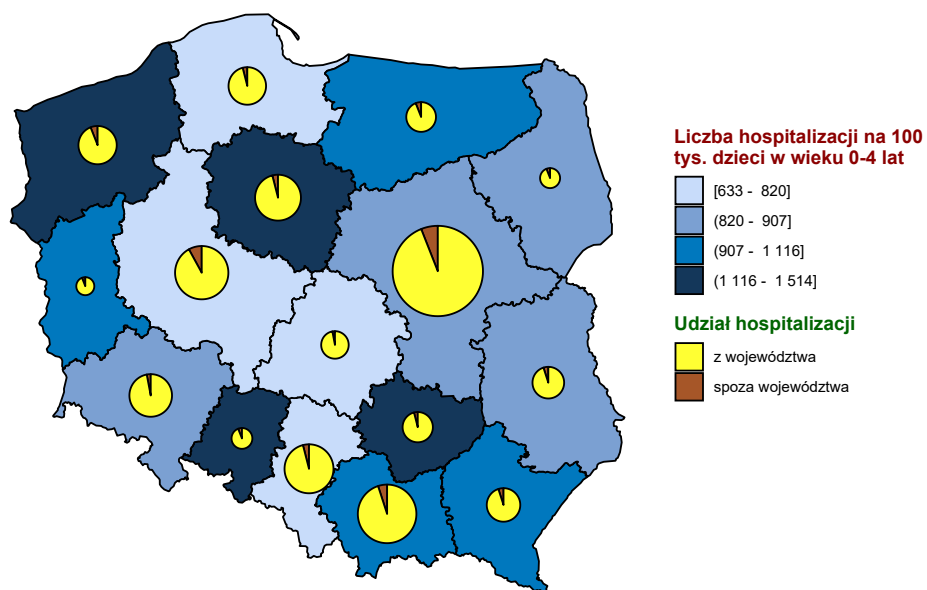 Liczba hospitalizacji na 100
tys. dzieci w wieku 0-4 lat
[633 - 820]
(820 - 907]
(907 - 1 116]
(1 116 - 1 514]
Udział hospitalizacji
z województwa
spoza województwa